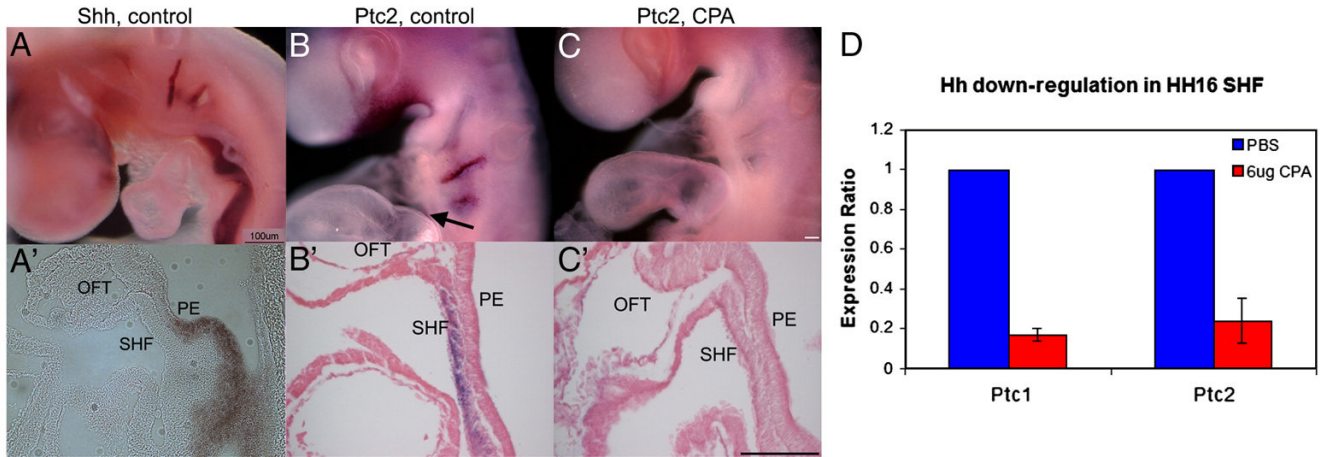 Shh, control
Ptc2, control
Ptc2, CPA
A
B
C
D
100um
A’
OFT
PE
SHF
B’
OFT
PE
SHF
C’
OFT
PE
SHF
Hh down-regulation in HH16 SHF
Expression Ratio
1.2
1
0.8
0.6
0.4
0.2
0
PBS
6ug CPA
Ptc1
Ptc2